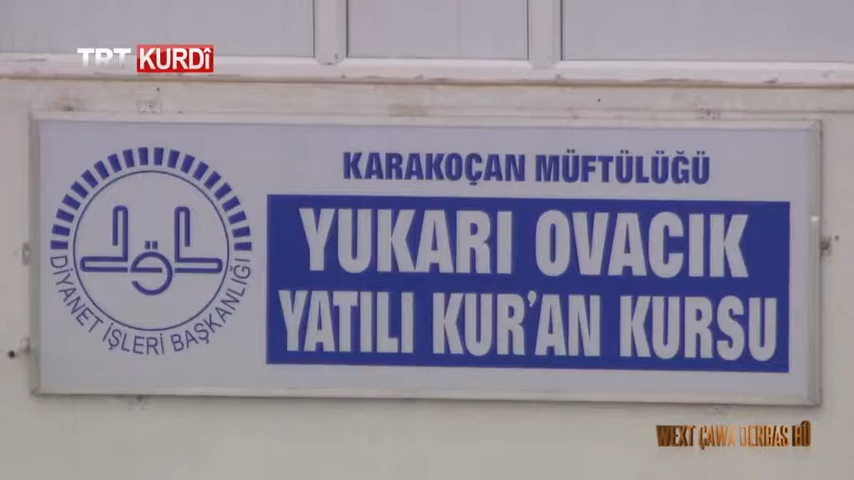 TRT KURDÎ
KARAKOÇAN MÜFTÜLÜĞÜ
YUKARI OVACIK
YATILI KUR'AN KURSU
DİYANET İŞLERİ BAŞKANLIĞI
WEXT ÇAWA DERBAS BÛ